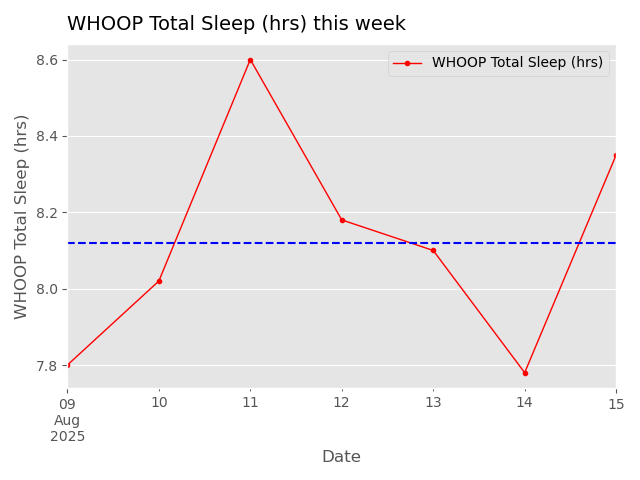 WHOOP Total Sleep (hrs) this week
WHOOP Total Sleep (hrs)
WHOOP Total Sleep (hrs)
8.6
8.4
8.2
8.0
7.8
09 10 11 12 13 14 15
Aug
2025
Date